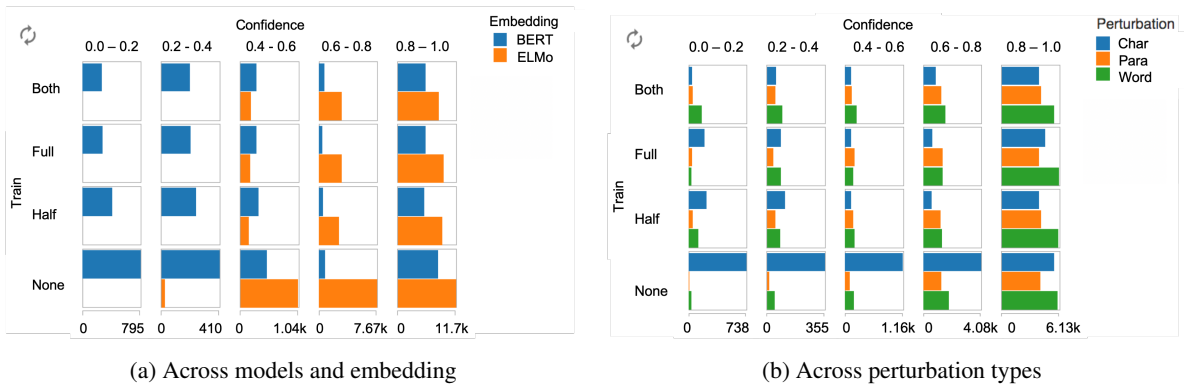 Confidence
Embedding
BERT
ELMo
0.0 – 0.2
0.2 - 0.4
0.4 - 0.6
0.6 - 0.8
0.8 – 1.0
Train
Both
Full
Half
None
0 795
0 410
0 1.04k
0 7.67k
0 11.7k
(a) Across models and embedding
Confidence
Perturbation
Char
Para
Word
0.0 – 0.2
0.2 - 0.4
0.4 - 0.6
0.6 – 0.8
0.8 – 1.0
Train
Both
Full
Half
None
0 738
0 355
0 1.16k
0 4.08k
0 6.13k
(b) Across perturbation types